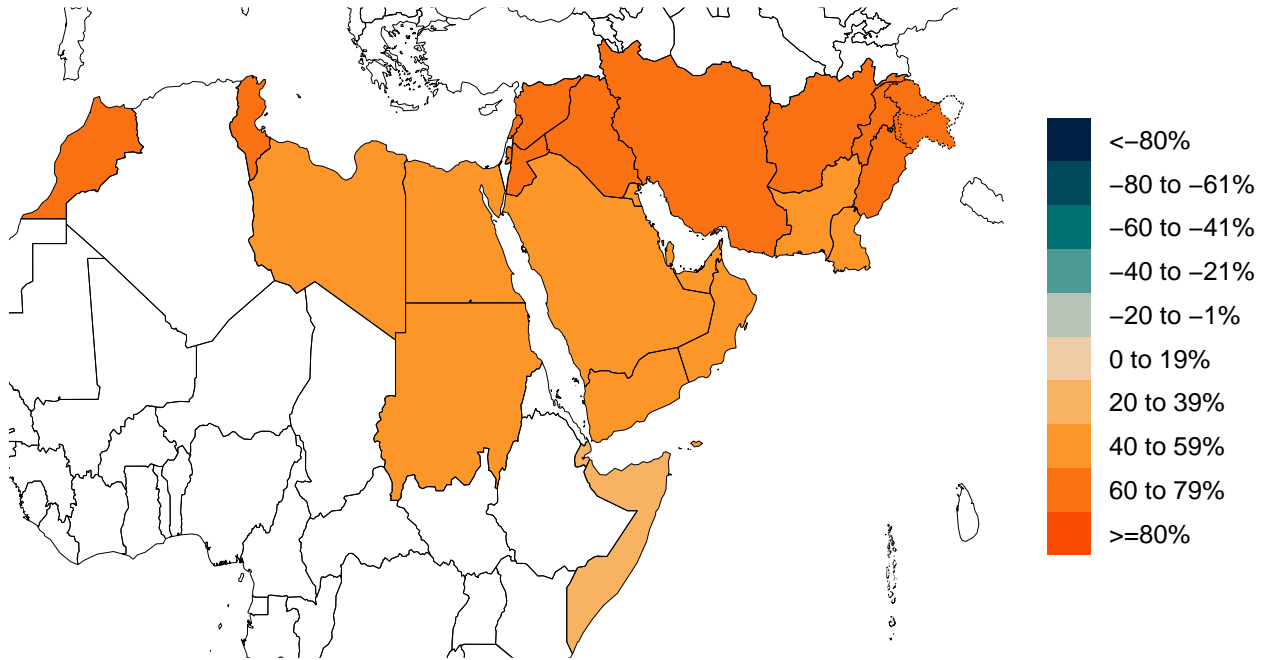 <−80%
−80 to −61%
−60 to −41%
−40 to −21%
−20 to −1%
0 to 19%
20 to 39%
40 to 59%
60 to 79%
>=80%